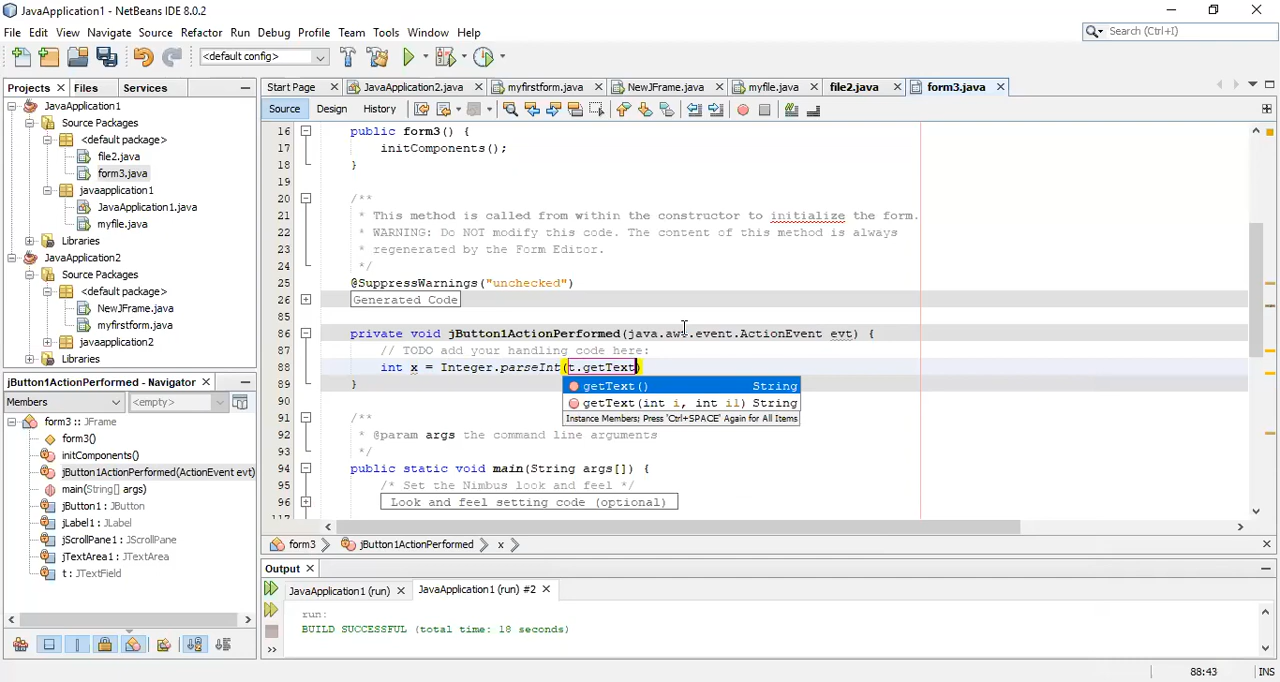 JavaApplication1 - NetBeans IDE 8.0.2
File Edit View Navigate Source Refactor Run Debug Profile Team Tools Window Help
Search (Ctrl+I)
<default config>
Projects Files Services
Start Page JavaApplication2.java myfirstform.java NewJFrame.java myfile.java file2.java form3.java
Source Design History
JavaApplication1
Source Packages
<default package>
file2.java
form3.java
javaapplication1
JavaApplication1.java
myfile.java
Libraries
JavaApplication2
Source Packages
<default package>
NewJFrame.java
myfirstform.java
javaapplication2
Libraries
16 public form3() {
17 initComponents();
18 }
19
20 /**
21 * This method is called from within the constructor to initialize the form.
22 * WARNING: Do NOT modify this code. The content of this method is always
23 * regenerated by the Form Editor.
24 */
25 @SuppressWarnings("unchecked")
26 Generated Code
85
86 private void jButton1ActionPerformed(java.awt.event.ActionEvent evt) {
87 // TODO add your handling code here:
88 int x = Integer.parseInt(t.getText)
89 }
90
91 /**
92 * @param args the command line arguments
93 */
94 public static void main(String args[]) {
95 /* Set the Nimbus look and feel */
96 Look and feel setting code (optional)
117
getText() String
getText(int i, int i1) String
Instance Members; Press 'Ctrl+SPACE' Again for All Items
jButton1ActionPerformed - Navigator
Members <empty>
form3 :: JFrame
form3()
initComponents()
jButton1ActionPerformed(ActionEvent evt)
main(String[] args)
jButton1 : JButton
jLabel1 : JLabel
jScrollPane1 : JScrollPane
jTextArea1 : JTextArea
t : JTextField
form3 jButton1ActionPerformed x
Output
JavaApplication1 (run) JavaApplication1 (run) #2
run:
BUILD SUCCESSFUL (total time: 18 seconds)
88:43 INS